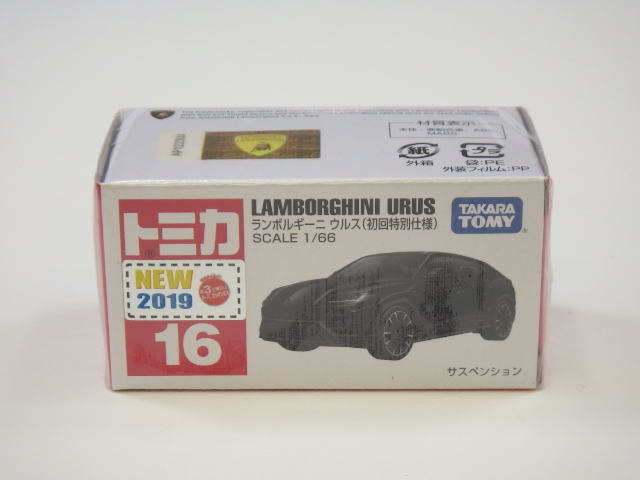 材質表示
紙
外箱
プラ
袋:PE
外装フィルム:PP
トミカ
LAMBORGHINI URUS
ランボルギーニ ウルス(初回特別仕様)
SCALE 1/66
TAKARA
TOMY
NEW
2019
16
サスペンション